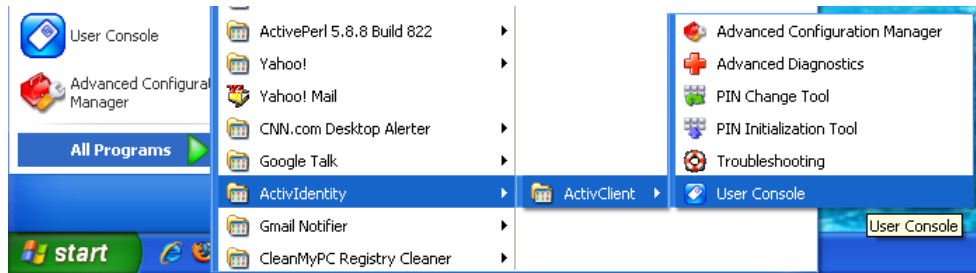 User Console
Advanced Configurat
Manager
All Programs
start
ActivePerl 5.8.8 Build 822
Yahoo!
Yahoo! Mail
CNN.com Desktop Alerter
Google Talk
ActivIdentity
Gmail Notifier
CleanMyPC Registry Cleaner
ActivClient
Advanced Configuration Manager
Advanced Diagnostics
PIN Change Tool
PIN Initialization Tool
Troubleshooting
User Console
User Console